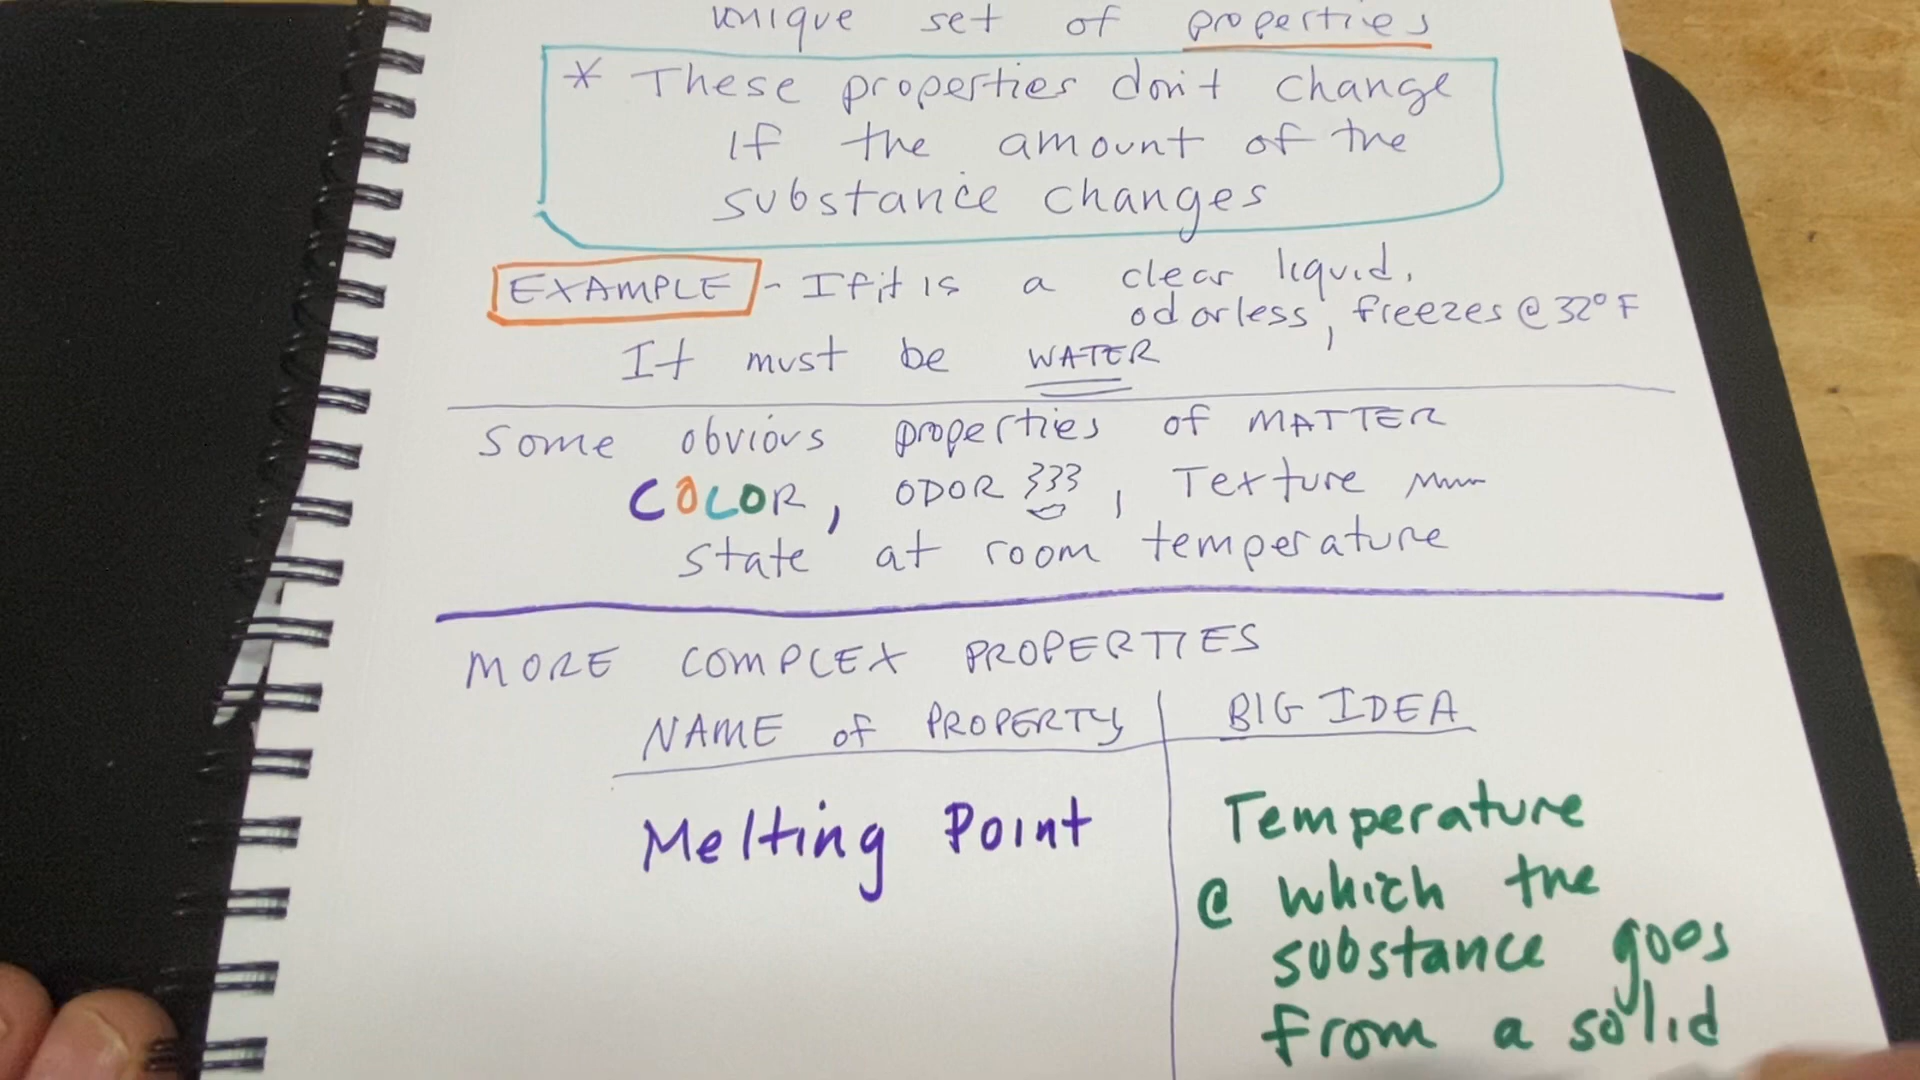 unique set of properties
* These properties don't change
If the amount of the
substance changes
EXAMPLE - If it is a clear liquid,
odorless, freezes @ 32° F
It must be WATER
Some obvious properties of MATTER
COLOR, ODOR, Texture
state at room temperature
MORE COMPLEX PROPERTIES
NAME of PROPERTY BIG IDEA
Melting Point Temperature
@ which the
substance goes
from a solid